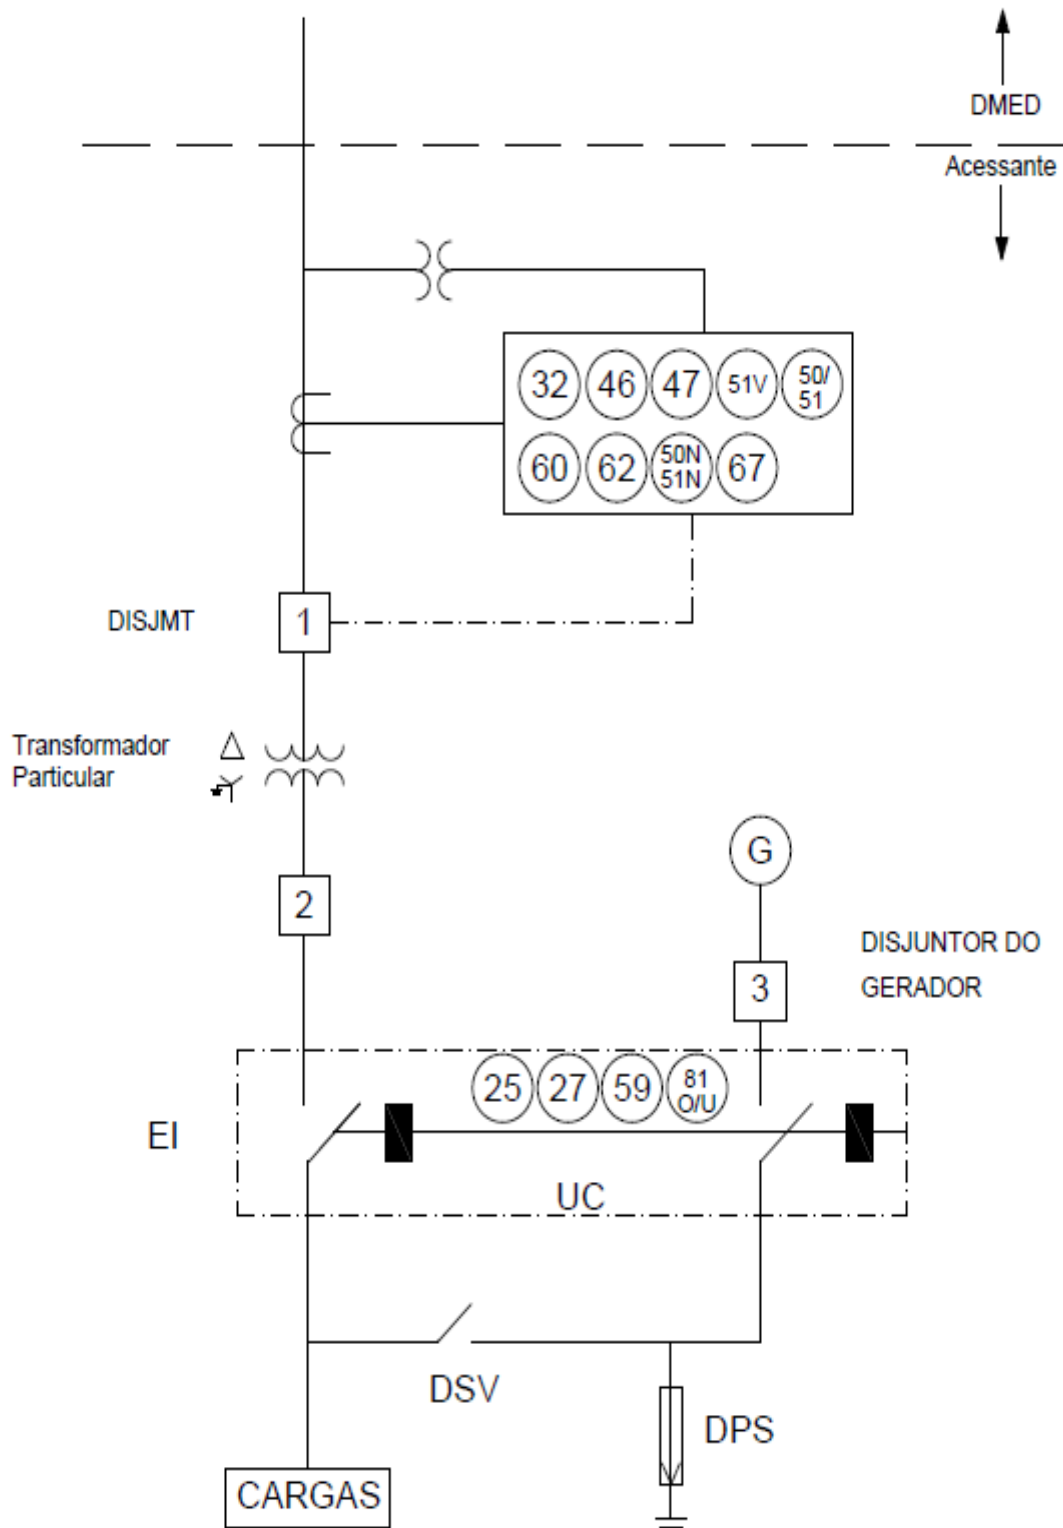 DMED
Acessante
32 46 47 51V 50/
51
60 62 50N
51N 67
DISJMT
1
Transformador
Particular
2
G
DISJUNTOR DO
GERADOR
3
25 27 59 81
O/U
EI
UC
DSV
DPS
CARGAS